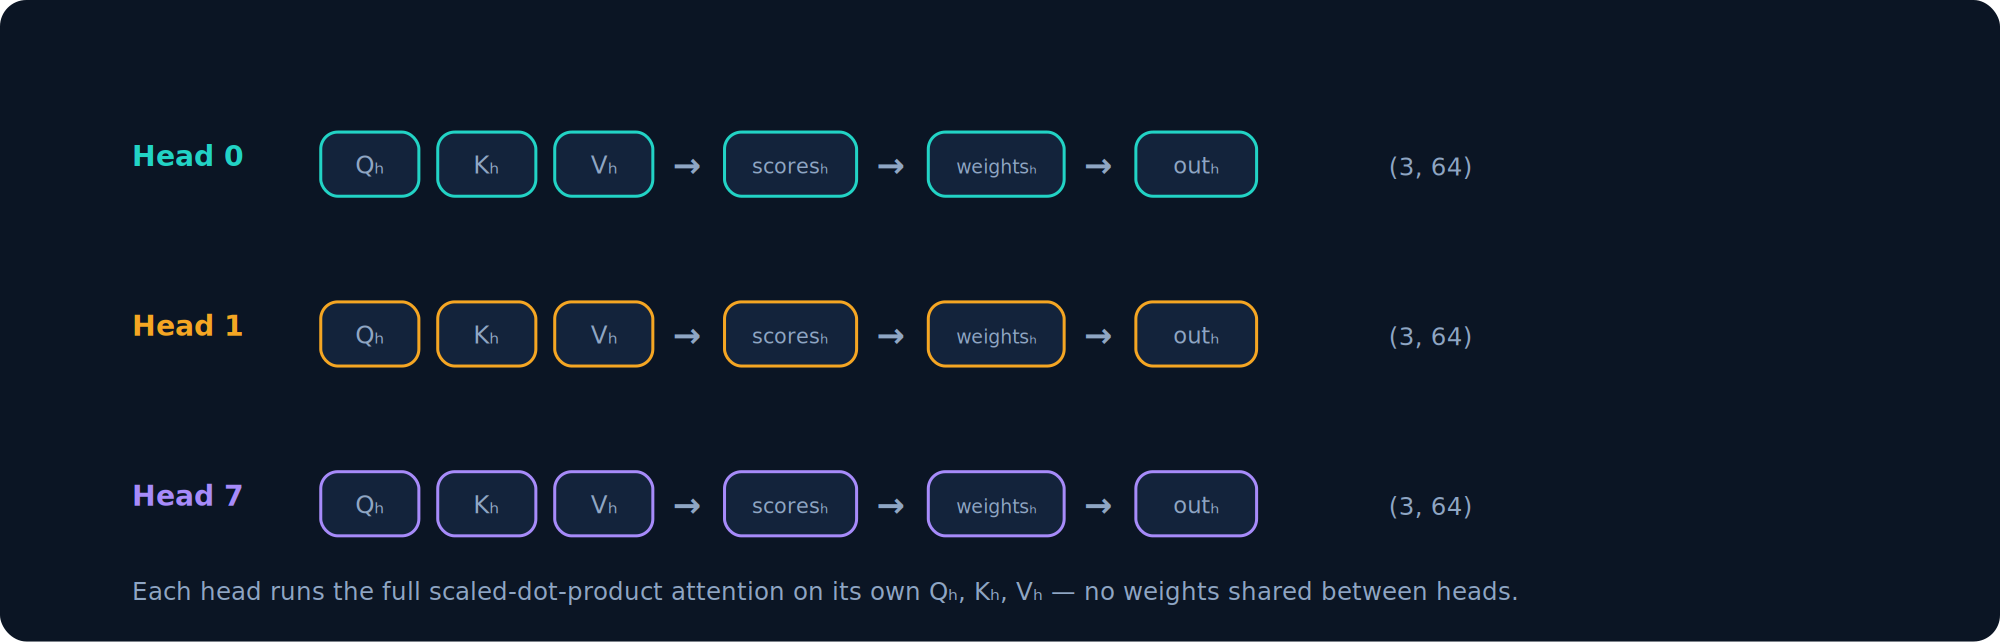 Head 0 Qₕ Kₕ Vₕ → scoresₕ → weightsₕ → outₕ (3, 64)
Head 1 Qₕ Kₕ Vₕ → scoresₕ → weightsₕ → outₕ (3, 64)
Head 7 Qₕ Kₕ Vₕ → scoresₕ → weightsₕ → outₕ (3, 64)
Each head runs the full scaled-dot-product attention on its own Qₕ, Kₕ, Vₕ — no weights shared between heads.